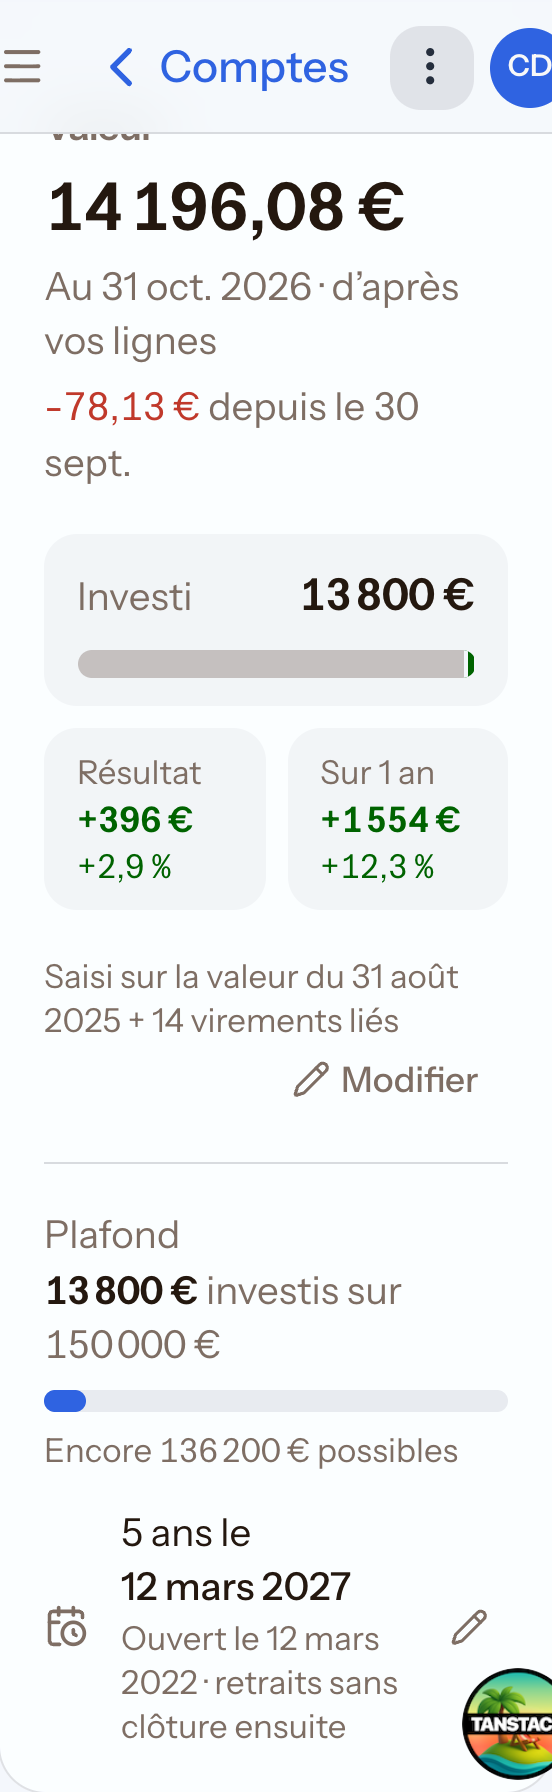 Comptes
CD
Valeur
14 196,08 €
Au 31 oct. 2026 · d’après
vos lignes
-78,13 € depuis le 30
sept.
Investi 13 800 €
Résultat
+396 €
+2,9 %
Sur 1 an
+1 554 €
+12,3 %
Saisi sur la valeur du 31 août
2025 + 14 virements liés
Modifier
Plafond
13 800 € investis sur
150 000 €
Encore 136 200 € possibles
5 ans le
12 mars 2027
Ouvert le 12 mars
2022 · retraits sans
clôture ensuite
TANSTAC